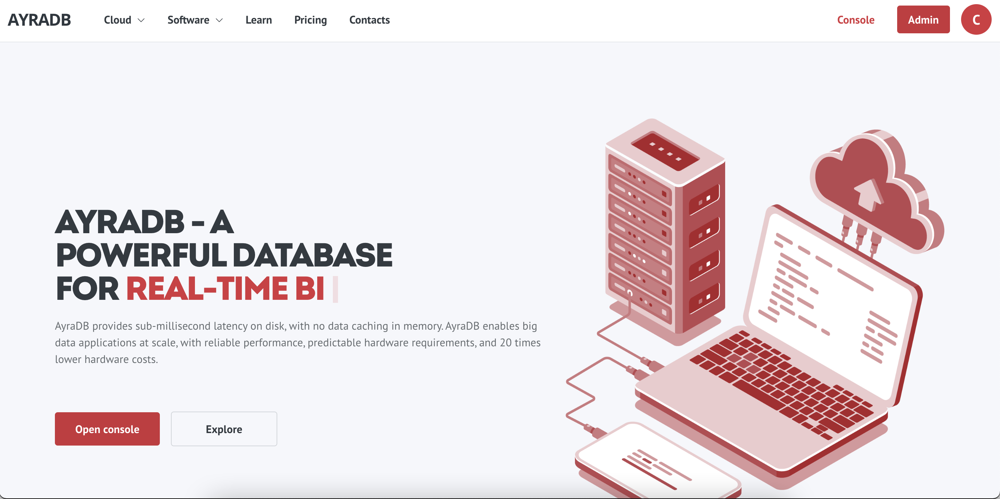 AYRADB
Cloud
Software
Learn
Pricing
Contacts
Console
Admin
C
AYRADB - A
POWERFUL DATABASE
FOR REAL-TIME BI
AyraDB provides sub-millisecond latency on disk, with no data caching in memory. AyraDB enables big
data applications at scale, with reliable performance, predictable hardware requirements, and 20 times
lower hardware costs.
Open console
Explore